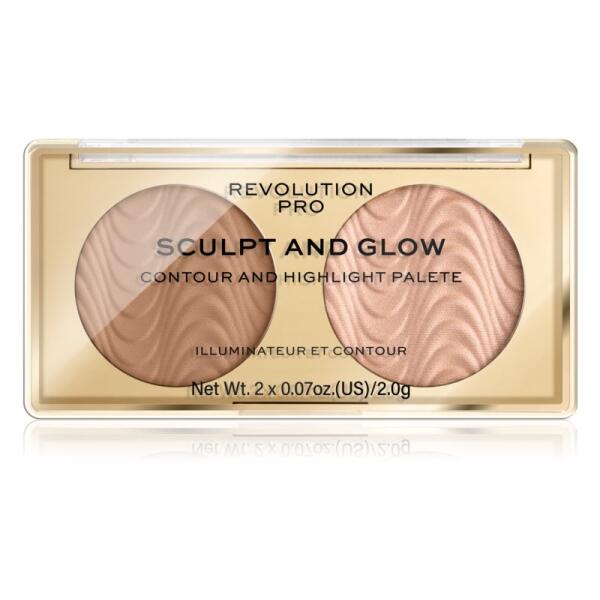 REVOLUTION
PRO
SCULPT AND GLOW
CONTOUR AND HIGHLIGHT PALETE
ILLUMINATEUR ET CONTOUR
Net Wt. 2 x 0.07oz.(US)/2.0g